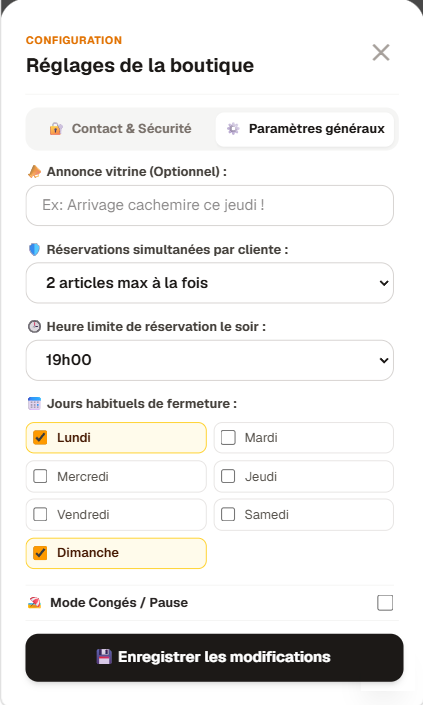 CONFIGURATION
Réglages de la boutique
Contact & Sécurité
Paramètres généraux
Annonce vitrine (Optionnel) :
Ex: Arrivage cachemire ce jeudi !
Réservations simultanées par cliente :
2 articles max à la fois
Heure limite de réservation le soir :
19h00
Jours habituels de fermeture :
Lundi
Mardi
Mercredi
Jeudi
Vendredi
Samedi
Dimanche
Mode Congés / Pause
Enregistrer les modifications